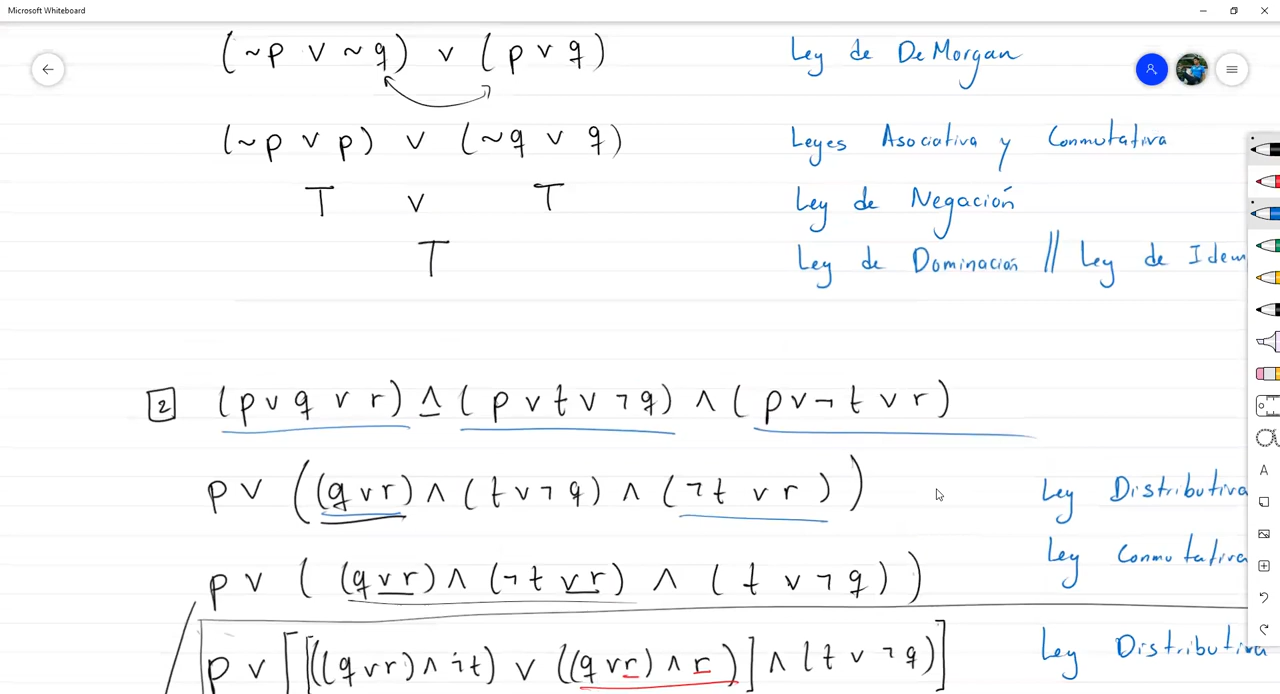 Microsoft Whiteboard
(~p ∨ ~q) ∨ (p ∨ q) Ley de DeMorgan
(~p ∨ p) ∨ (~q ∨ q) Leyes Asociativa y Conmutativa
T ∨ T Ley de Negación
T Ley de Dominación // Ley de Idem
2 (p ∨ q ∨ r) ∧ (p ∨ t ∨ ¬q) ∧ (p ∨ ¬t ∨ r)
p ∨ ((q ∨ r) ∧ (t ∨ ¬q) ∧ (¬t ∨ r)) Ley Distributiva
p ∨ ((q ∨ r) ∧ (¬t ∨ r) ∧ (t ∨ ¬q)) Ley Conmutativa
p ∨ [[((q ∨ r) ∧ ¬t) ∨ ((q ∨ r) ∧ r)] ∧ (t ∨ ¬q)] Ley Distributiva
A